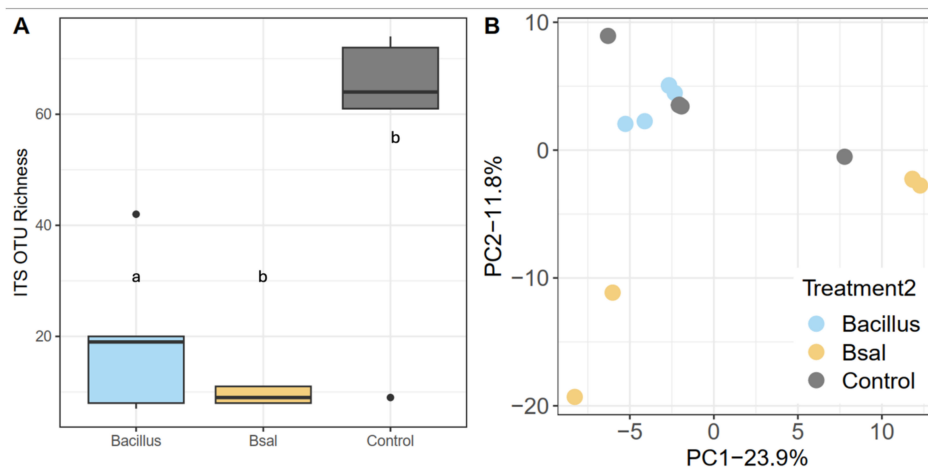 A
ITS OTU Richness
60
40
20
a
b
b
Bacillus
Bsal
Control
B
PC2−11.8%
10
0
−10
−20
−5
0
5
10
PC1−23.9%
Treatment2
Bacillus
Bsal
Control